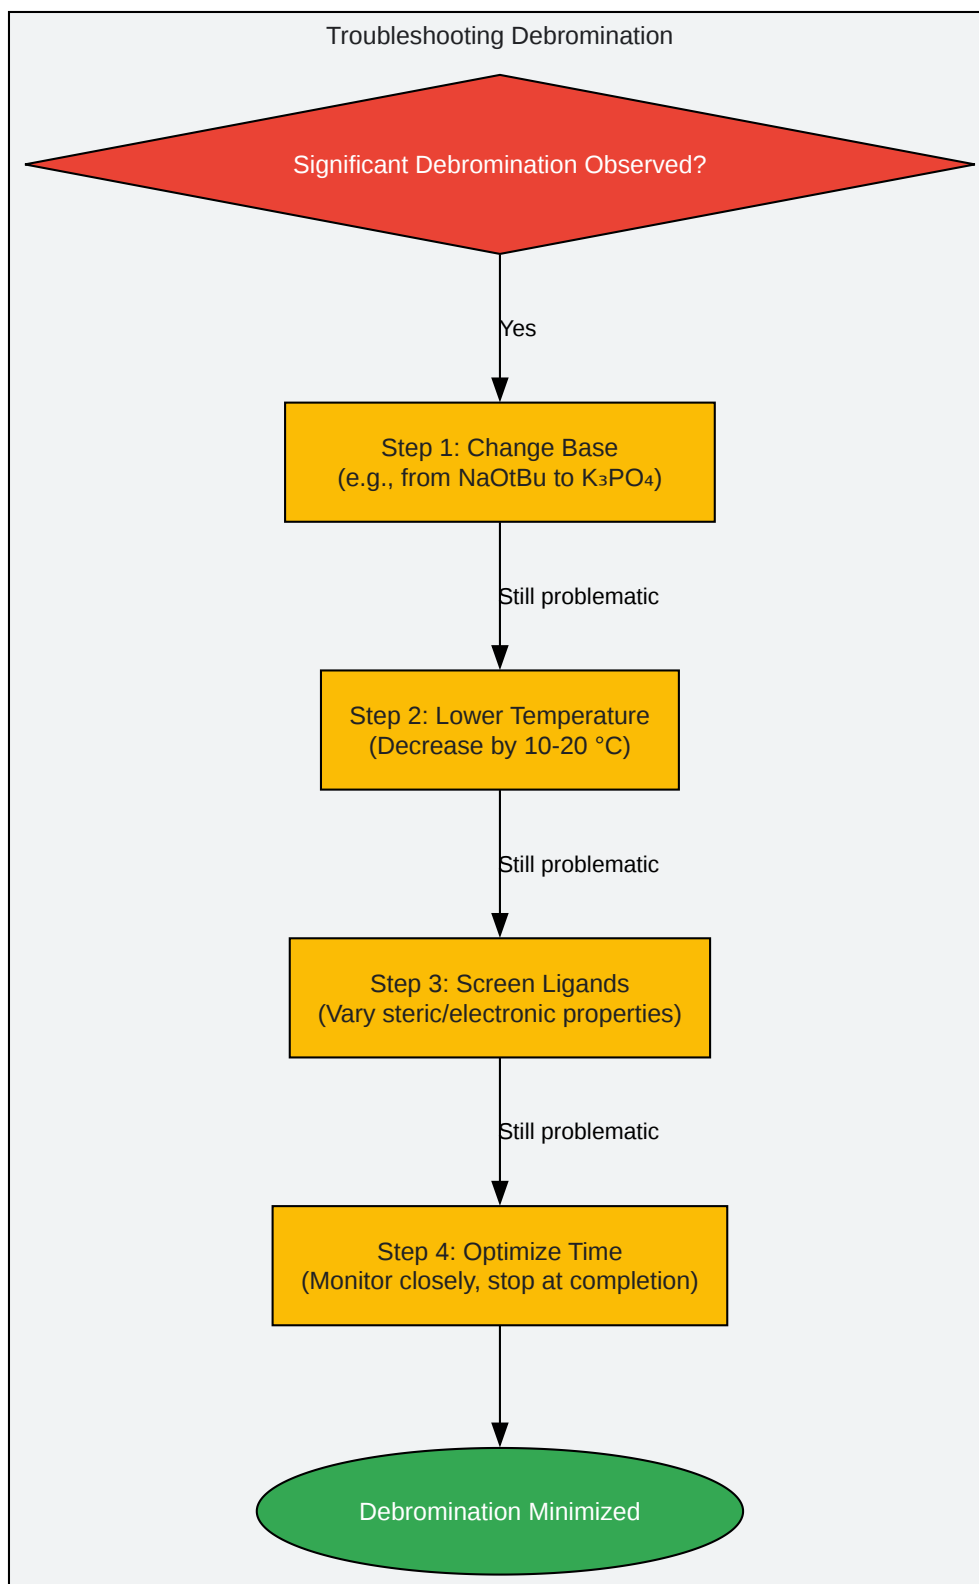 Troubleshooting Debromination
Significant Debromination Observed?
Yes
Step 1: Change Base
(e.g., from NaOtBu to K₃PO₄)
Still problematic
Step 2: Lower Temperature
(Decrease by 10-20 °C)
Still problematic
Step 3: Screen Ligands
(Vary steric/electronic properties)
Still problematic
Step 4: Optimize Time
(Monitor closely, stop at completion)
Debromination Minimized